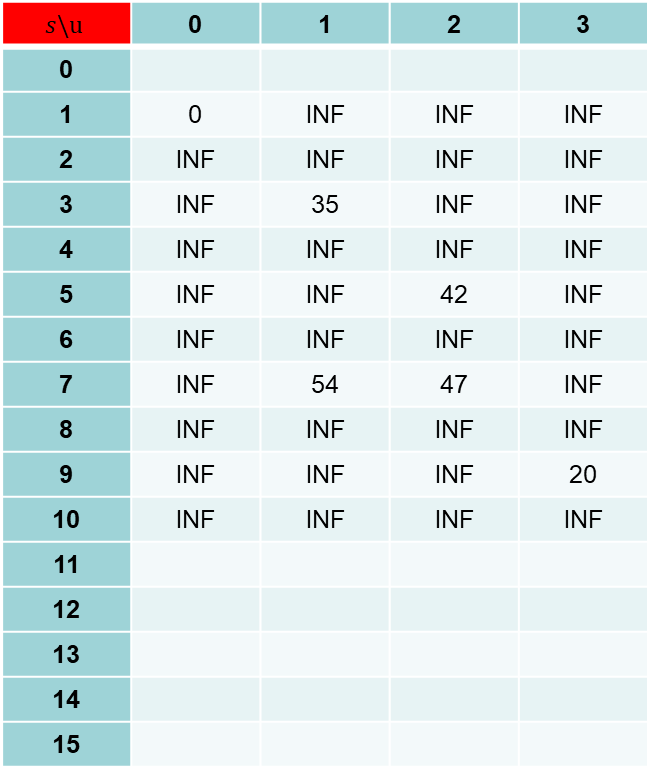 s\u 0 1 2 3
0
1 0 INF INF INF
2 INF INF INF INF
3 INF 35 INF INF
4 INF INF INF INF
5 INF INF 42 INF
6 INF INF INF INF
7 INF 54 47 INF
8 INF INF INF INF
9 INF INF INF 20
10 INF INF INF INF
11
12
13
14
15